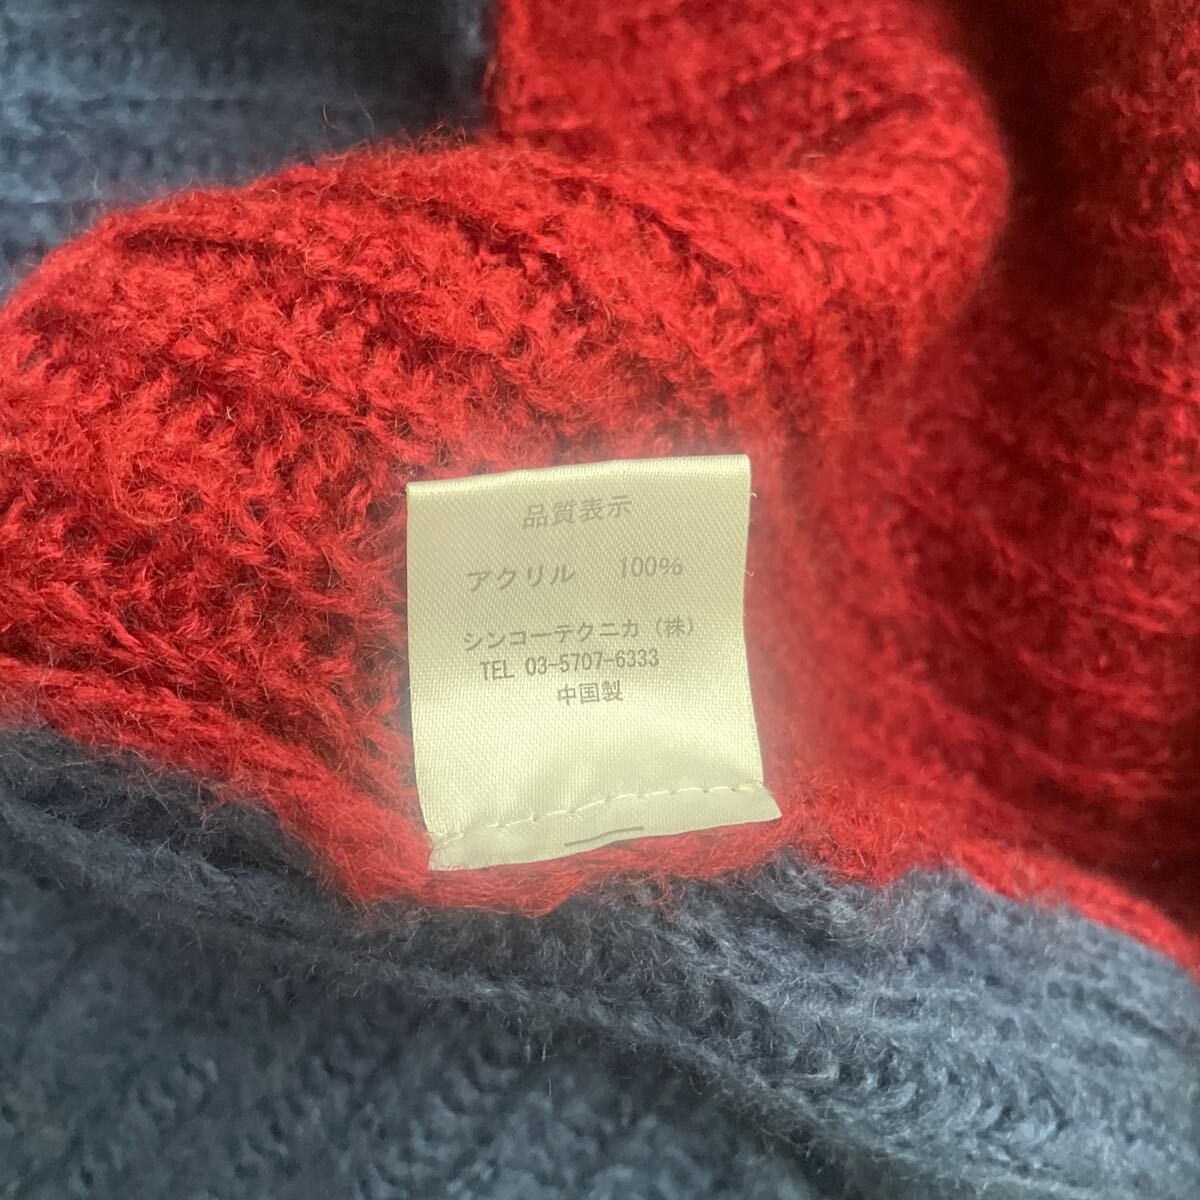 品質表示
アクリル 100%
シンコーテクニカ（株）
TEL 03-5707-6333
中国製